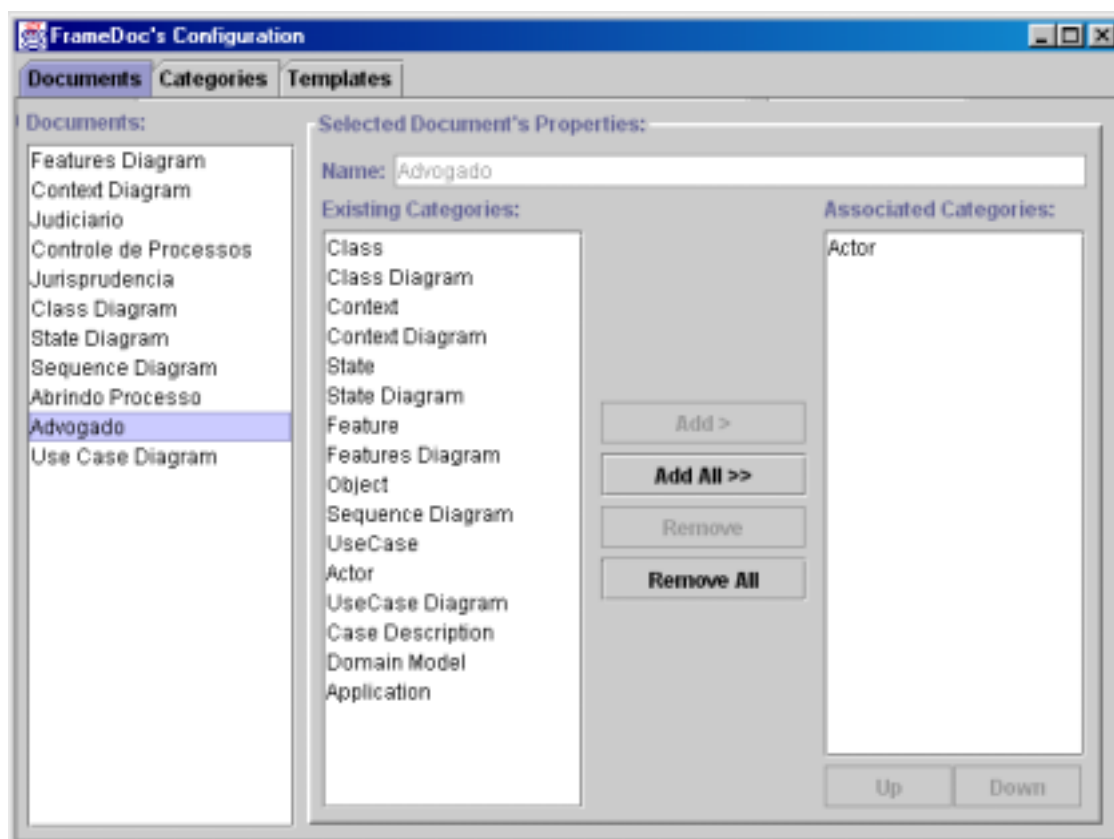 FrameDoc's Configuration
Documents Categories Templates
Documents:
Features Diagram
Context Diagram
Judiciario
Controle de Processos
Jurisprudencia
Class Diagram
State Diagram
Sequence Diagram
Abrindo Processo
Advogado
Use Case Diagram
Selected Document's Properties:
Name: Advogado
Existing Categories:
Class
Class Diagram
Context
Context Diagram
State
State Diagram
Feature
Features Diagram
Object
Sequence Diagram
UseCase
Actor
UseCase Diagram
Case Description
Domain Model
Application
Add >
Add All >>
Remove
Remove All
Associated Categories:
Actor
Up Down